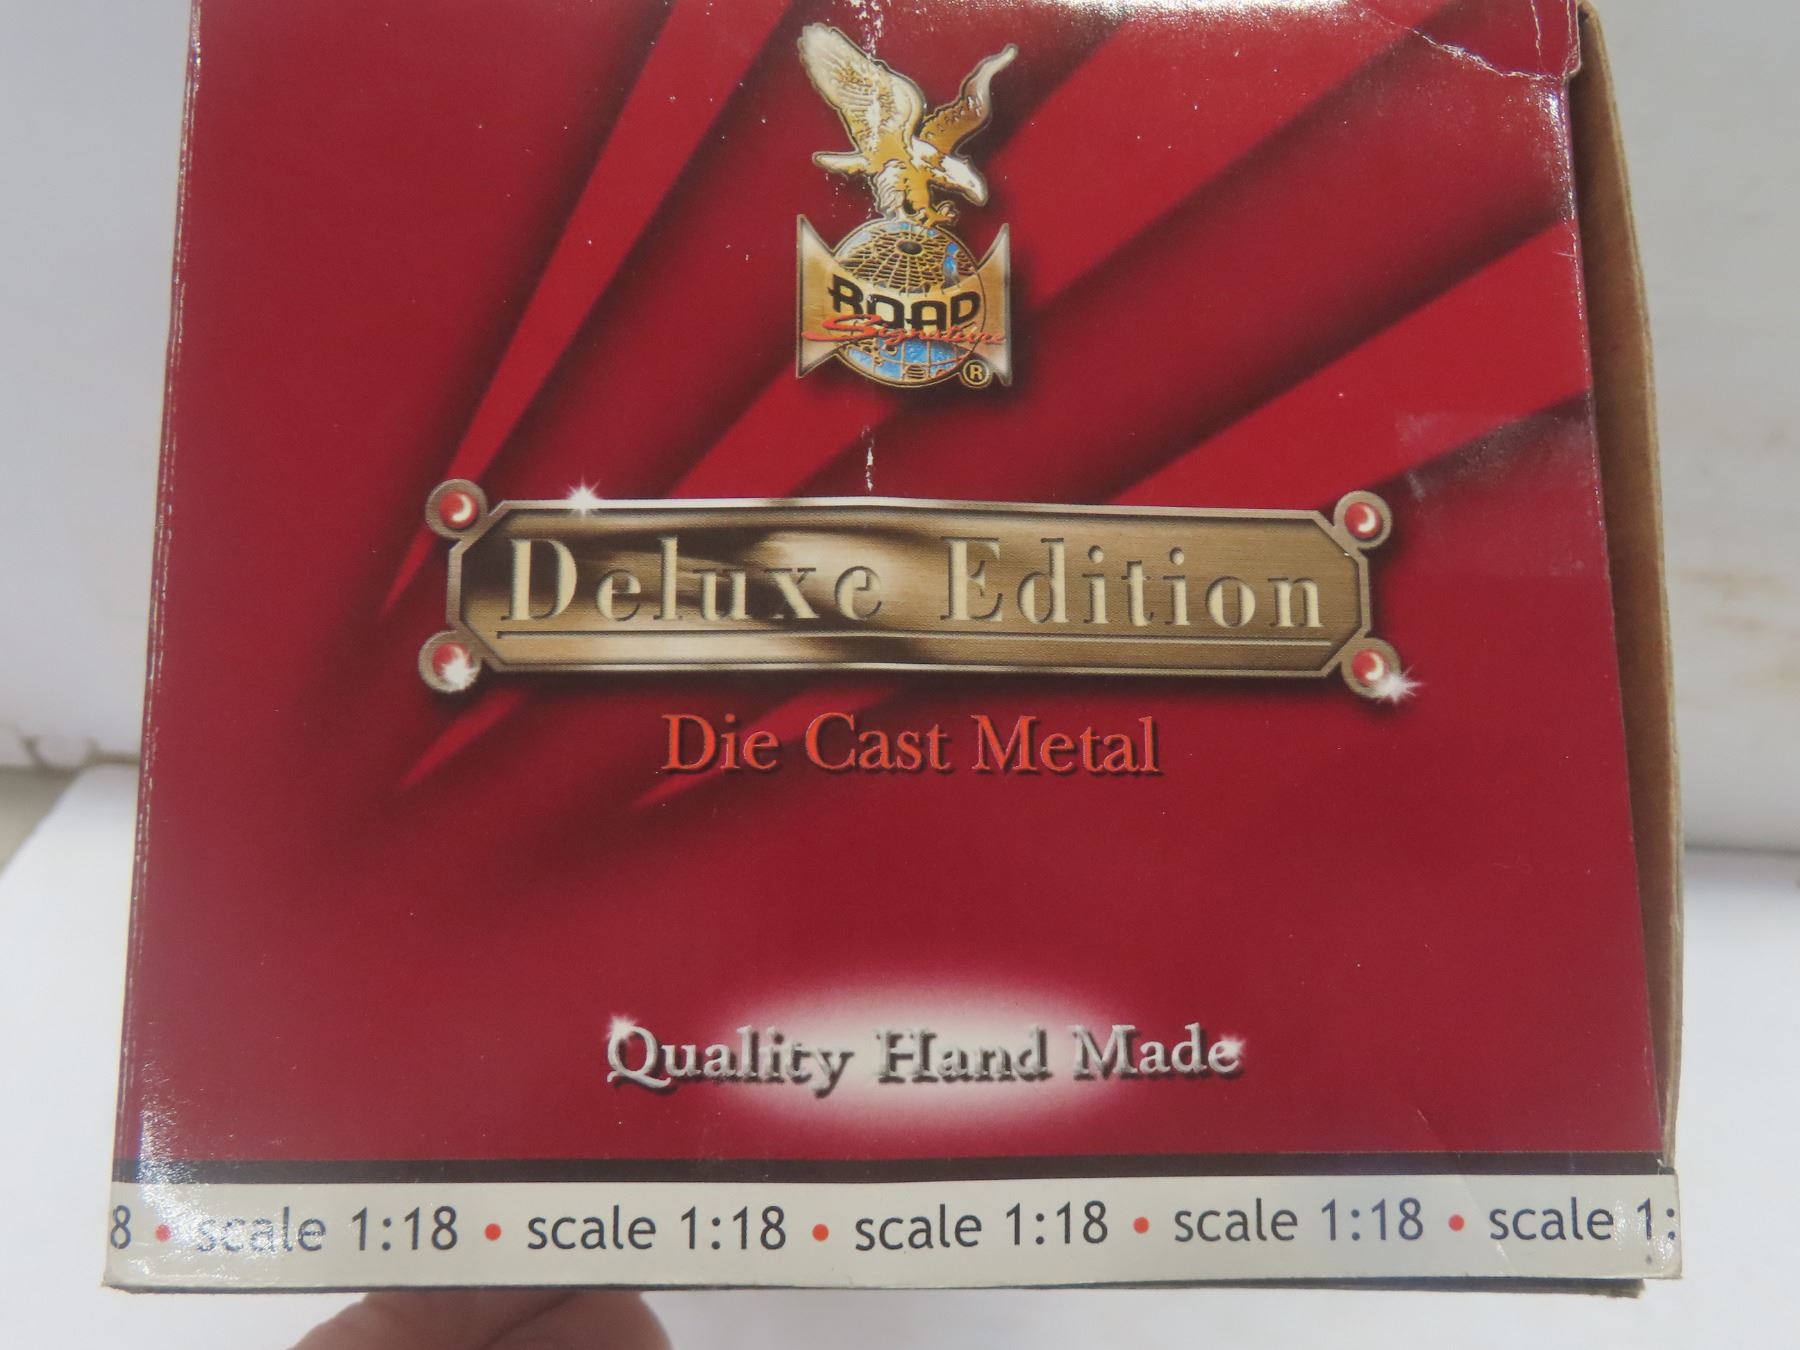 ROAD
Signature
®
Deluxe Edition
Die Cast Metal
Quality Hand Made
8 • scale 1:18 • scale 1:18 • scale 1:18 • scale 1:18 • scale 1: